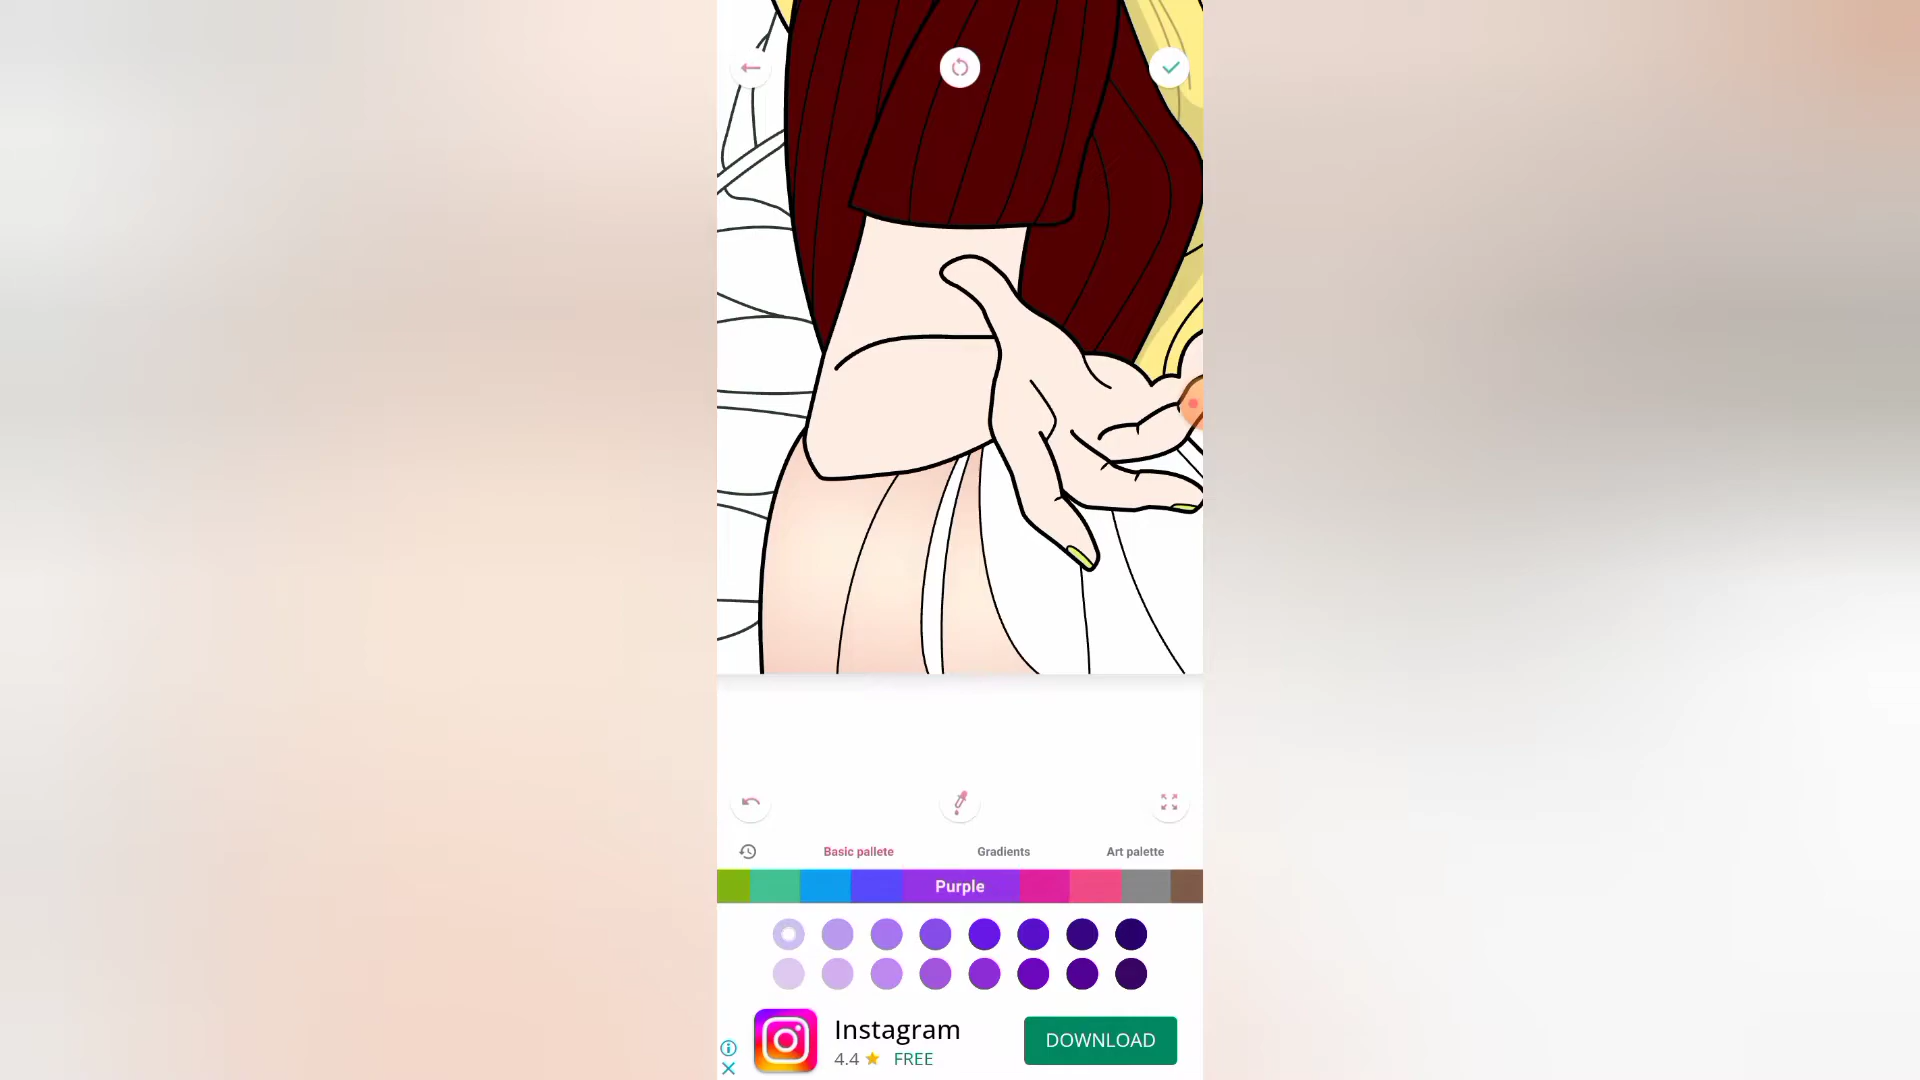 Basic pallete
Gradients
Art palette
Purple
Instagram
4.4 ★ FREE
DOWNLOAD